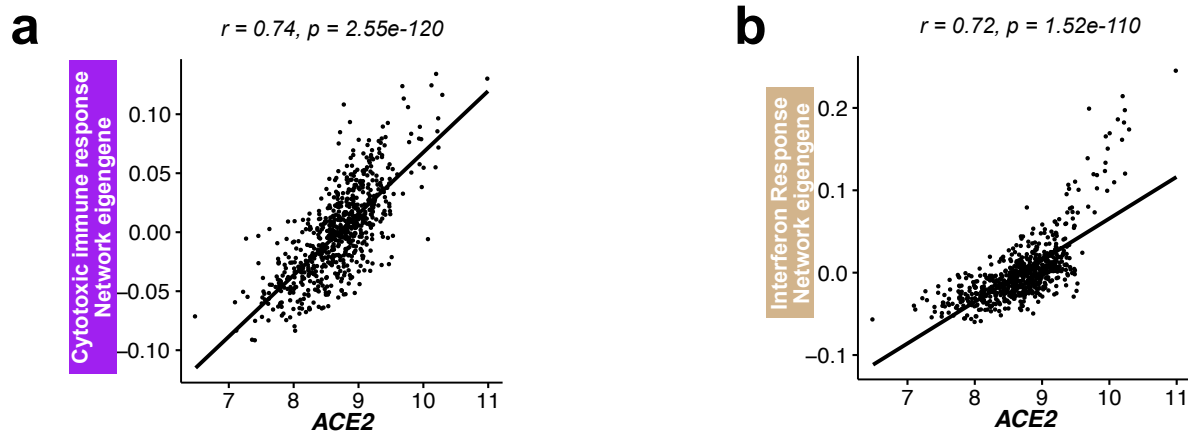 a
r = 0.74, p = 2.55e-120
Cytotoxic immune response
Network eigengene
0.10
0.05
0.00
−0.05
−0.10
7 8 9 10 11
ACE2
b
r = 0.72, p = 1.52e-110
Interferon Response
Network eigengene
0.2
0.1
0.0
−0.1
7 8 9 10 11
ACE2